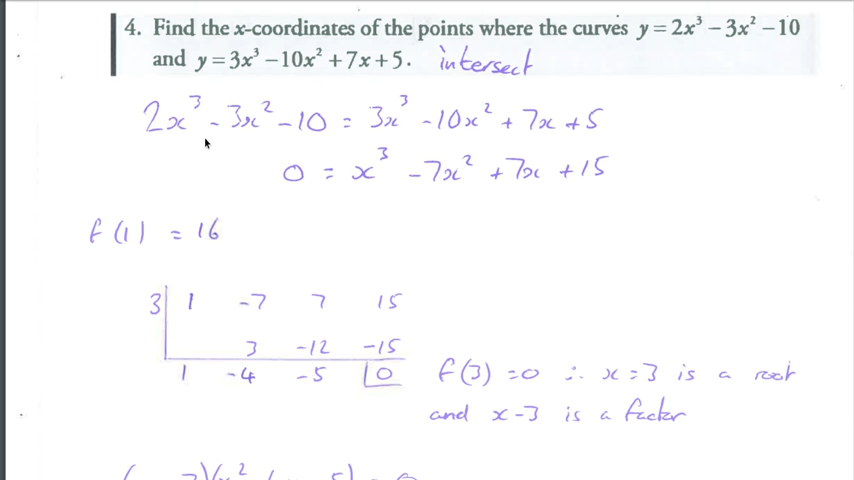 4. Find the x-coordinates of the points where the curves y = 2x³ − 3x² − 10
and y = 3x³ − 10x² + 7x + 5. intersect
2x³ - 3x² - 10 = 3x³ - 10x² + 7x + 5
0 = x³ - 7x² + 7x + 15
f(1) = 16
3 | 1 -7 7 15
3 -12 -15
1 -4 -5 |0 f(3) = 0 ∴ x = 3 is a root
and x-3 is a factor